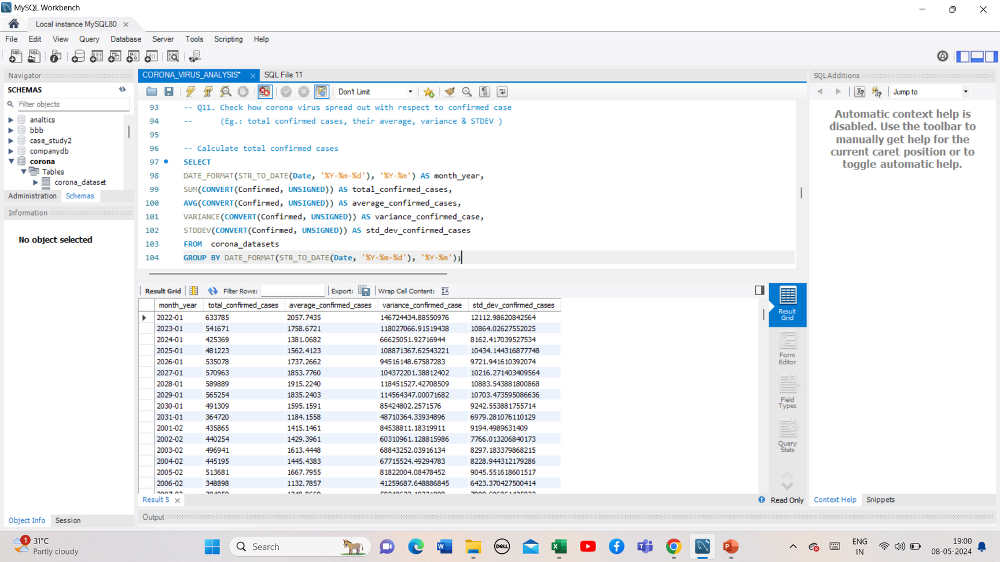 MySQL Workbench
Local instance MySQL80
File Edit View Query Database Server Tools Scripting Help
Navigator
SCHEMAS
Filter objects
analtics
bbb
case_study2
companydb
corona
Tables
corona_dataset
Administration Schemas
Information
No object selected
Object Info Session
CORONA_VIRUS_ANALYSIS* SQL File 11
Don't Limit
93 -- Q11. Check how corona virus spread out with respect to confirmed case
94 -- (Eg.: total confirmed cases, their average, variance & STDEV )
95
96 -- Calculate total confirmed cases
97 SELECT
98 DATE_FORMAT(STR_TO_DATE(Date, '%Y-%m-%d'), '%Y-%m') AS month_year,
99 SUM(CONVERT(Confirmed, UNSIGNED)) AS total_confirmed_cases,
100 AVG(CONVERT(Confirmed, UNSIGNED)) AS average_confirmed_cases,
101 VARIANCE(CONVERT(Confirmed, UNSIGNED)) AS variance_confirmed_case,
102 STDDEV(CONVERT(Confirmed, UNSIGNED)) AS std_dev_confirmed_cases
103 FROM corona_datasets
104 GROUP BY DATE_FORMAT(STR_TO_DATE(Date, '%Y-%m-%d'), '%Y-%m');
Result Grid Filter Rows: Export: Wrap Cell Content:
month_year total_confirmed_cases average_confirmed_cases variance_confirmed_case std_dev_confirmed_cases
2022-01 633785 2057.7435 146724434.88550976 12112.98620842564
2023-01 541671 1758.6721 118027066.91519438 10864.02627552025
2024-01 425369 1381.0682 66625051.92716944 8162.417039527534
2025-01 481223 1562.4123 108871367.62543221 10434.144316877748
2026-01 535078 1737.2662 94516148.67587283 9721.941610392074
2027-01 570963 1853.7760 104372201.38812402 10216.271403409564
2028-01 589889 1915.2240 118451527.42708509 10883.543881800868
2029-01 565254 1835.2403 114564347.00071682 10703.473595086636
2030-01 491309 1595.1591 85424802.2571576 9242.553881755714
2031-01 364720 1184.1558 48710364.33934896 6979.281076110129
2001-02 435865 1415.1461 84538811.18319911 9194.4989631409
2002-02 440254 1429.3961 60310961.128815986 7766.013206840173
2003-02 496941 1613.4448 68843252.03916134 8297.183379868215
2004-02 445195 1445.4383 67715524.49294783 8228.944312179286
2005-02 513681 1667.7955 81822004.08478452 9045.551618601517
2006-02 348898 1132.7857 41259687.648886845 6423.370427500414
Result 5
Read Only
Output
Result Grid
Form Editor
Field Types
Query Stats
SQLAdditions
Jump to
Automatic context help is
disabled. Use the toolbar to
manually get help for the
current caret position or to
toggle automatic help.
Context Help Snippets
1
31°C
Partly cloudy
Search
DELL
ENG
IN
19:00
08-05-2024